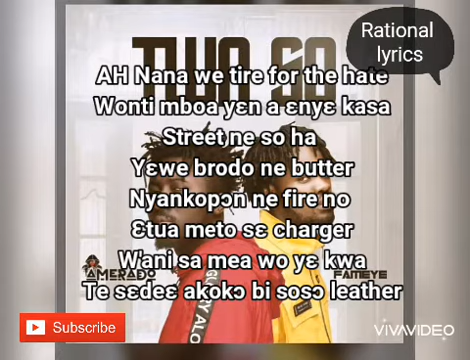 Rational
lyrics
TWA SO
AH Nana we tire for the hate
Wonti mboa yɛn a ɛnyɛ kasa
Street ne so ha
Yɛwe brodo ne butter
Nyankopɔn ne fire no
Ɛtua meto sɛ charger
Wani sa mea wo yɛ kwa
Te sɛdeɛ akokɔ bi sosɔ leather
AMERADO
FAMEYE
Subscribe
VIVAVIDEO